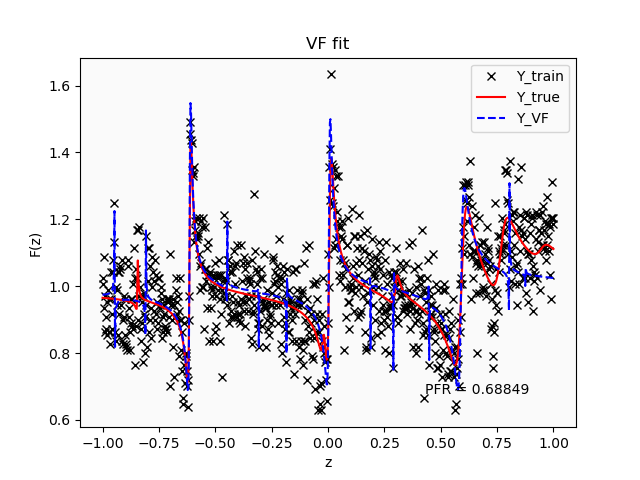 VF fit
F(z)
1.6
1.4
1.2
1.0
0.8
0.6
Y_train
Y_true
Y_VF
PFR = 0.68849
−1.00 −0.75 −0.50 −0.25 0.00 0.25 0.50 0.75 1.00
z